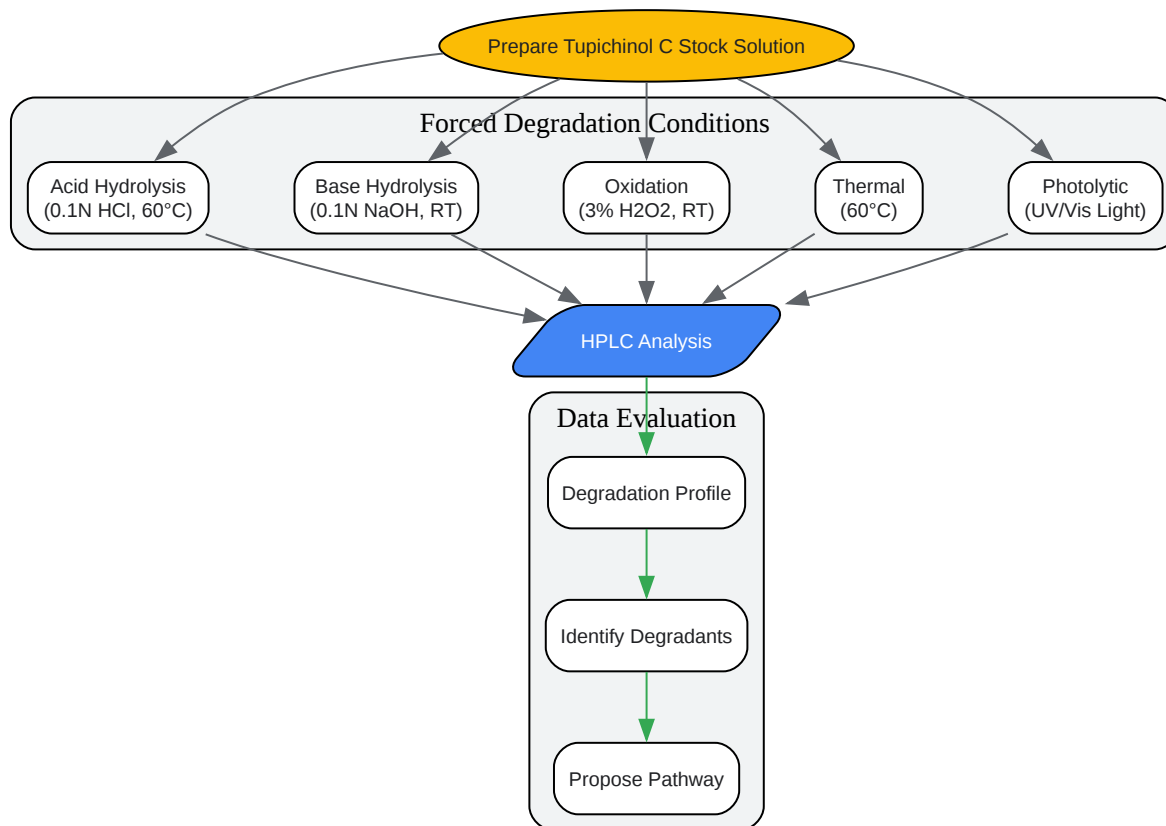 Prepare Tupichinol C Stock Solution
Forced Degradation Conditions
Acid Hydrolysis
(0.1N HCl, 60°C)
Base Hydrolysis
(0.1N NaOH, RT)
Oxidation
(3% H2O2, RT)
Thermal
(60°C)
Photolytic
(UV/Vis Light)
HPLC Analysis
Data Evaluation
Degradation Profile
Identify Degradants
Propose Pathway